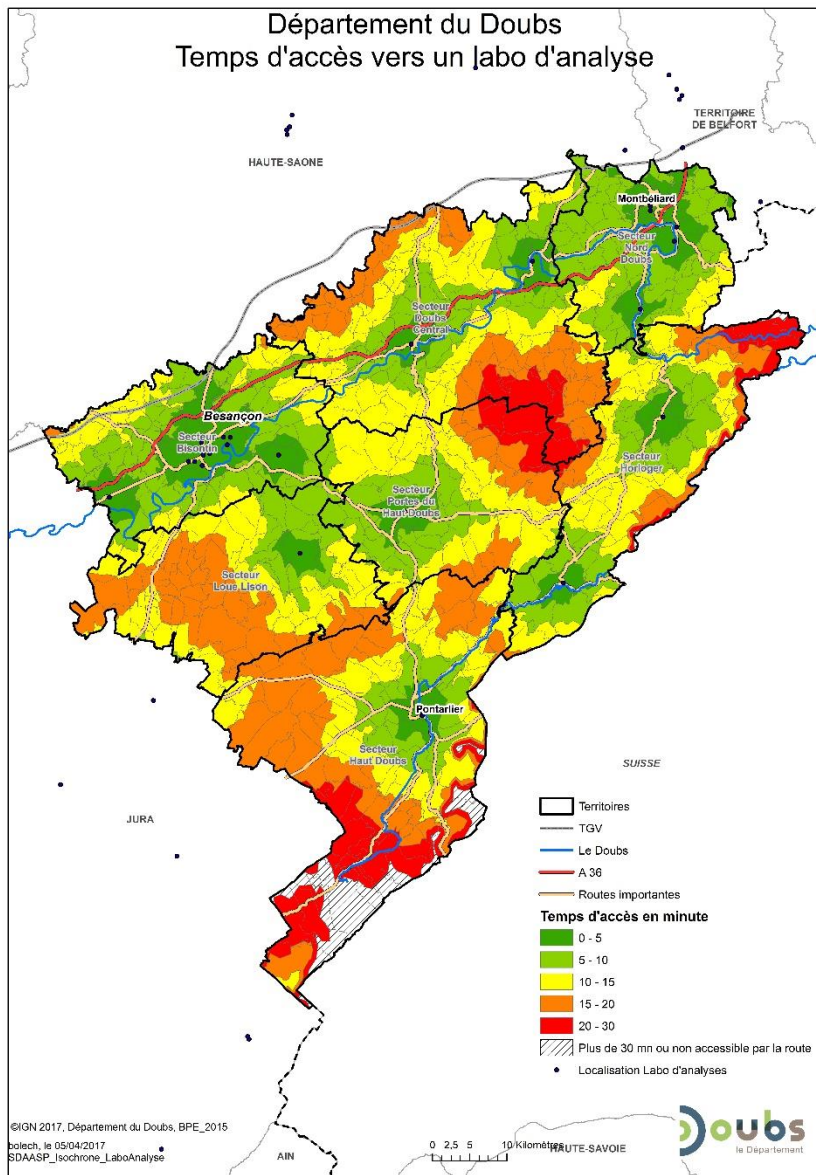 Département du Doubs
Temps d'accès vers un labo d'analyse
TERRITOIRE
DE BELFORT
HAUTE-SAONE
Montbéliard
Secteur
Nord
Doubs
Secteur
Doubs
Central
Besançon
Secteur
Bisontin
Secteur
Horloger
Secteur
Portes du
Haut Doubs
Secteur
Loue Lison
Pontarlier
Secteur
Haut Doubs
SUISSE
JURA
Territoires
TGV
Le Doubs
A 36
Routes importantes
Temps d'accès en minute
0 - 5
5 - 10
10 - 15
15 - 20
20 - 30
Plus de 30 mn ou non accessible par la route
Localisation Labo d'analyses
©IGN 2017, Département du Doubs, BPE_2015
bolech, le 05/04/2017
SDAASP_Isochrone_LaboAnalyse
AIN
0 2,5 5 10 Kilomètres
HAUTE-SAVOIE
Doubs
le Département